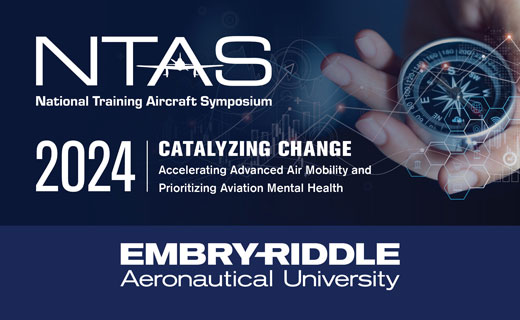 NTAS
National Training Aircraft Symposium
2024
CATALYZING CHANGE
Accelerating Advanced Air Mobility and
Prioritizing Aviation Mental Health
EMBRY-RIDDLE
Aeronautical University